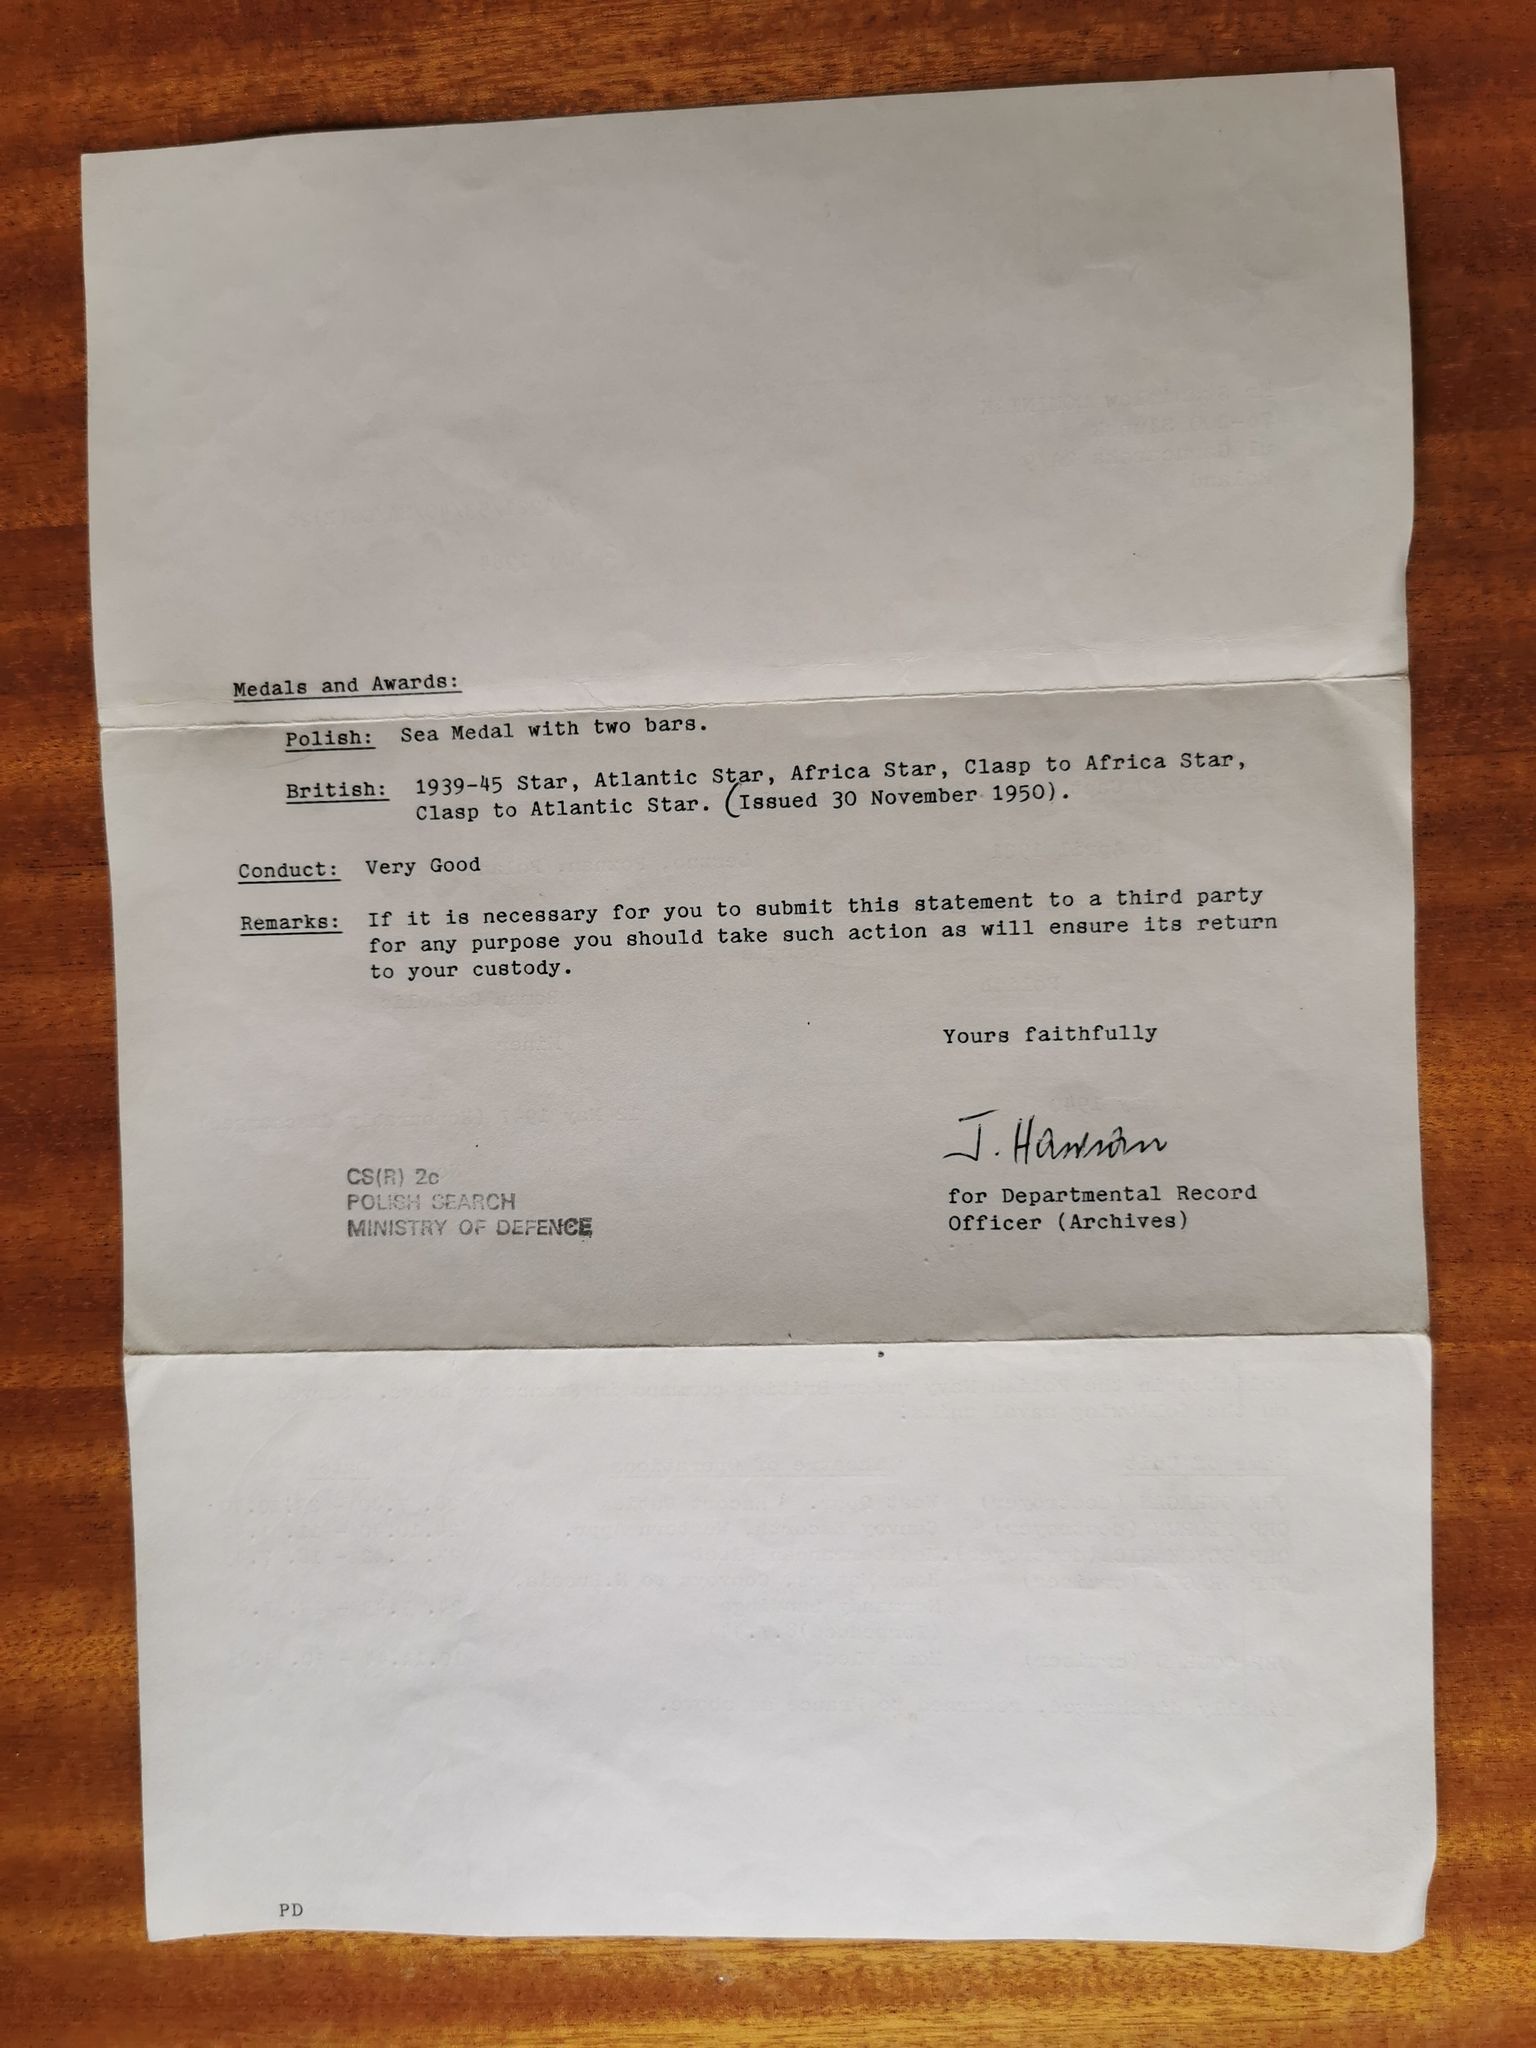 Medals and Awards:
Polish: Sea Medal with two bars.
British: 1939-45 Star, Atlantic Star, Africa Star, Clasp to Africa Star,
Clasp to Atlantic Star. (Issued 30 November 1950).
Conduct: Very Good
Remarks: If it is necessary for you to submit this statement to a third party
for any purpose you should take such action as will ensure its return
to your custody.
Yours faithfully
J.
for Departmental Record
Officer (Archives)
CS(R) 2c
POLISH SEARCH
MINISTRY OF DEFENCE
PD